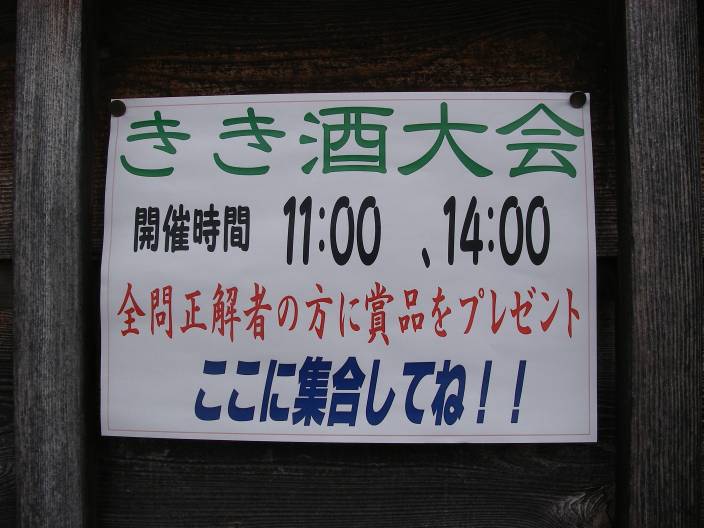 きき酒大会
開催時間 11:00 、14:00
全問正解者の方に賞品をプレゼント
ここに集合してね！！